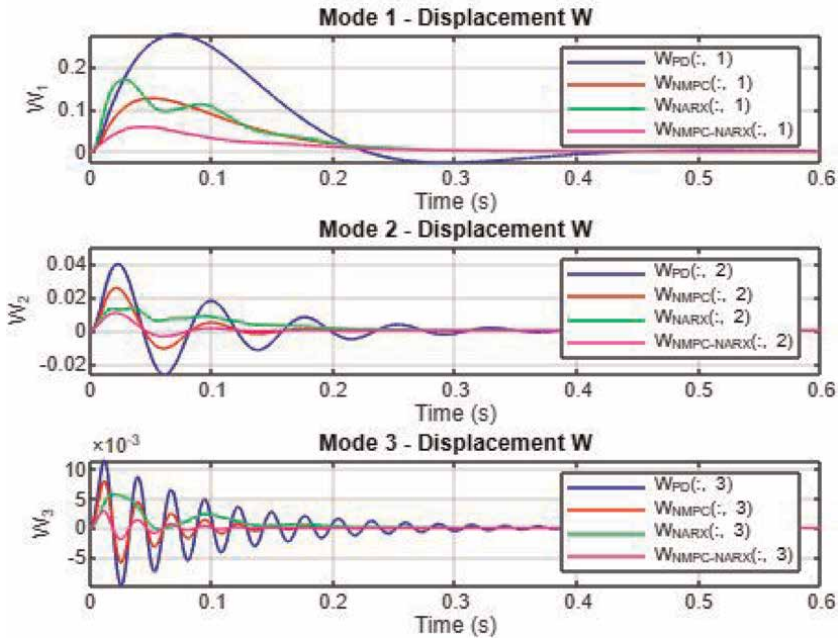 Mode 1 - Displacement W
W1
0.2
0.1
0
WPD(:, 1)
WNMPC(:, 1)
WNARX(:, 1)
WNMPC-NARX(:, 1)
0 0.1 0.2 0.3 0.4 0.5 0.6
Time (s)
Mode 2 - Displacement W
W2
0.04
0.02
0
-0.02
WPD(:, 2)
WNMPC(:, 2)
WNARX(:, 2)
WNMPC-NARX(:, 2)
0 0.1 0.2 0.3 0.4 0.5 0.6
Time (s)
×10-3
Mode 3 - Displacement W
W3
10
5
0
-5
WPD(:, 3)
WNMPC(:, 3)
WNARX(:, 3)
WNMPC-NARX(:, 3)
0 0.1 0.2 0.3 0.4 0.5 0.6
Time (s)